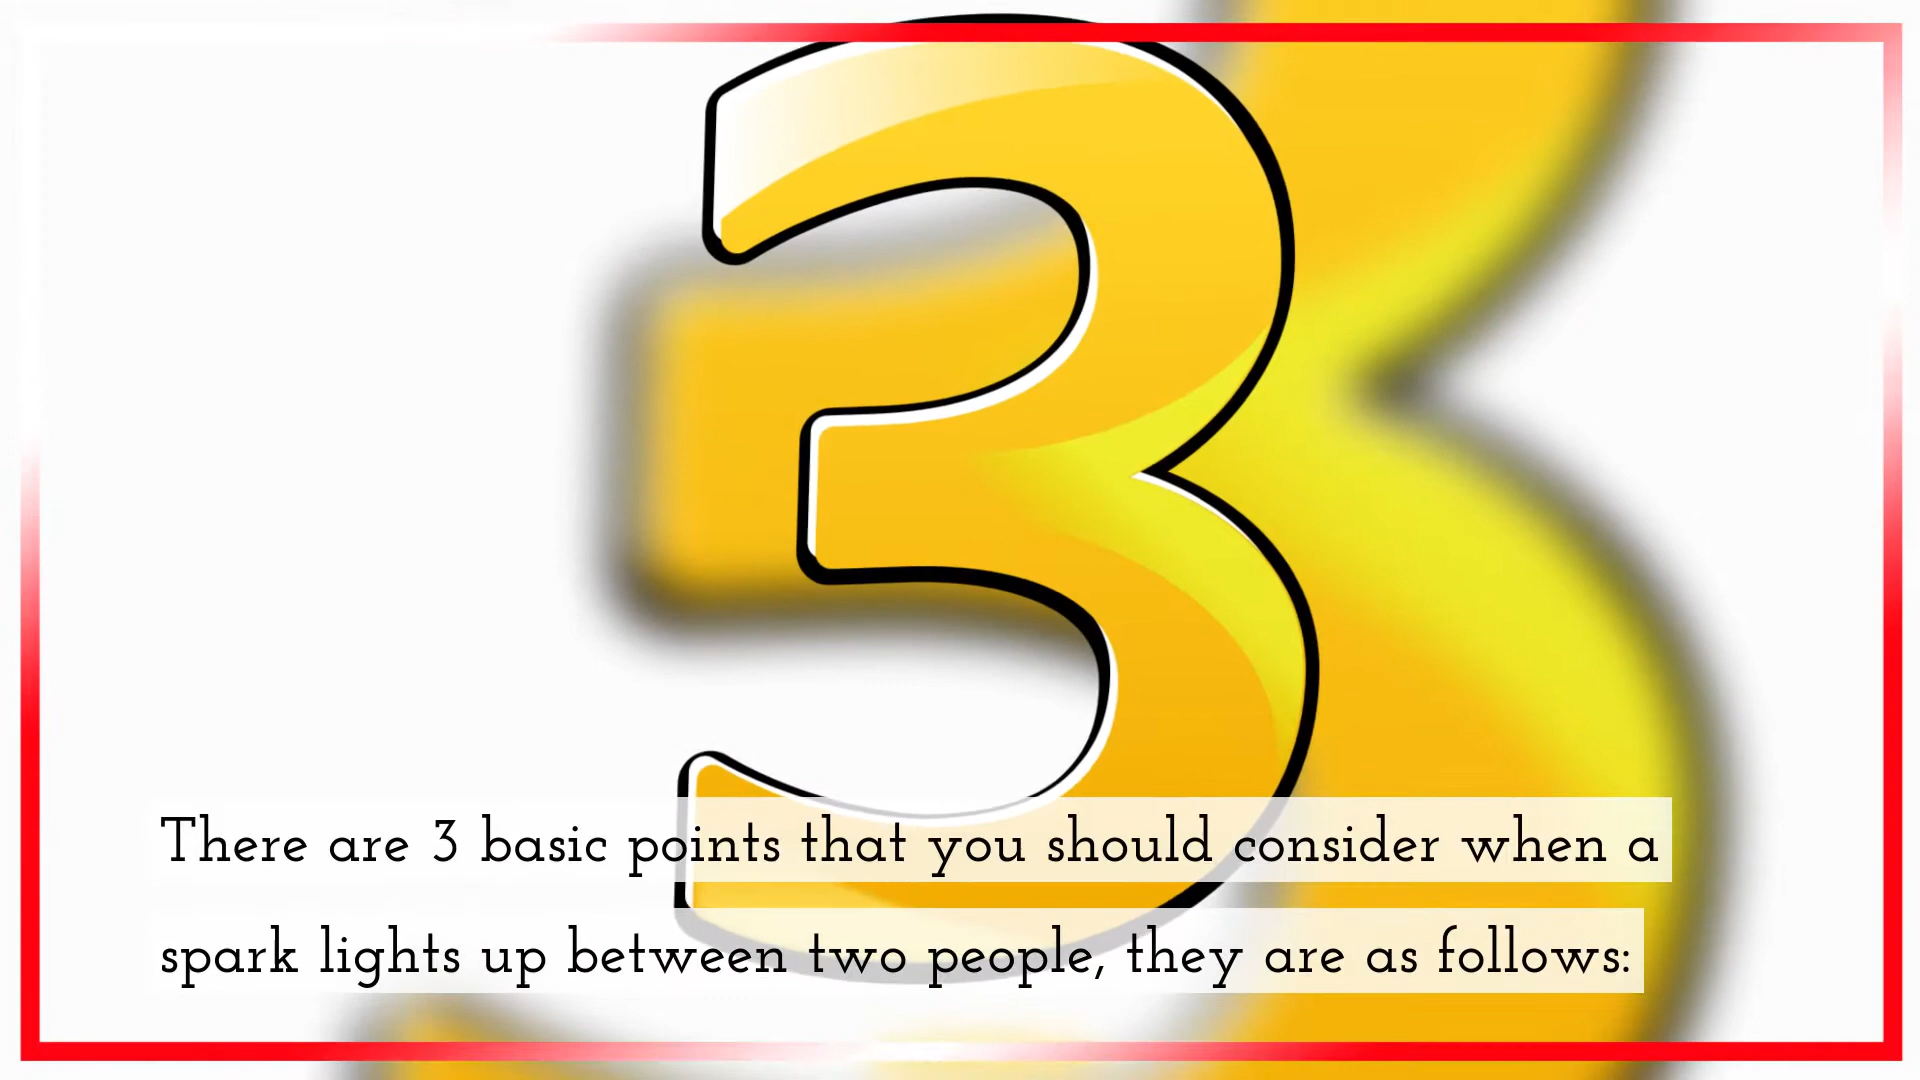 3
There are 3 basic points that you should consider when a
spark lights up between two people, they are as follows: